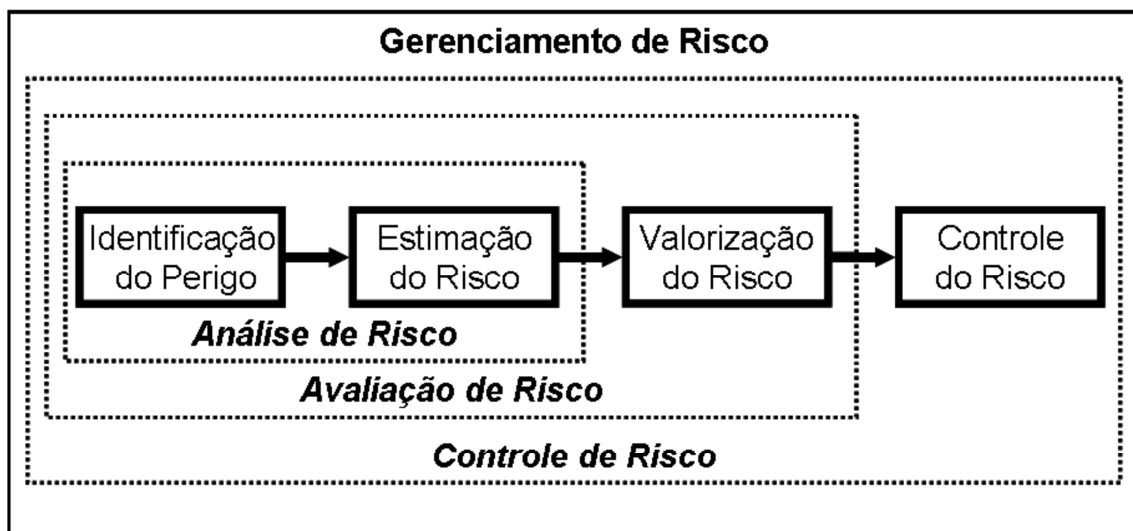 Gerenciamento de Risco
Identificação
do Perigo
Estimação
do Risco
Valorização
do Risco
Controle
do Risco
Análise de Risco
Avaliação de Risco
Controle de Risco